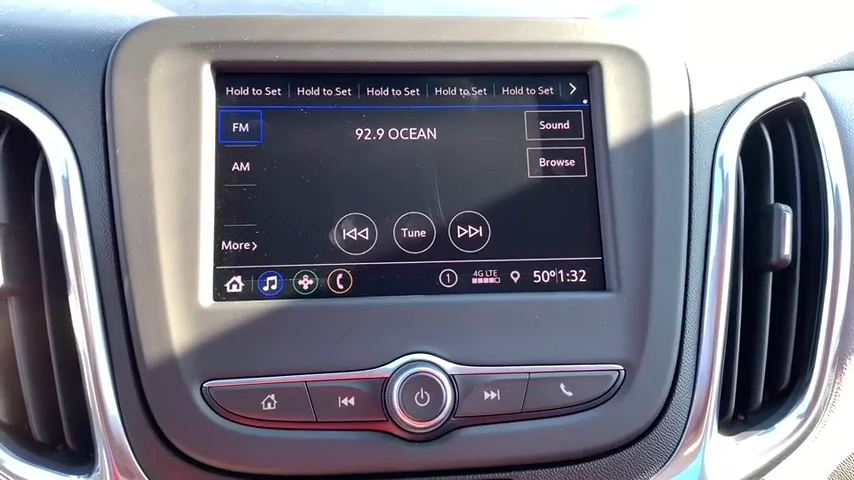 Hold to Set Hold to Set Hold to Set Hold to Set Hold to Set
FM 92.9 OCEAN Sound
AM Browse
More Tune
1 4G LTE 50° 1:32